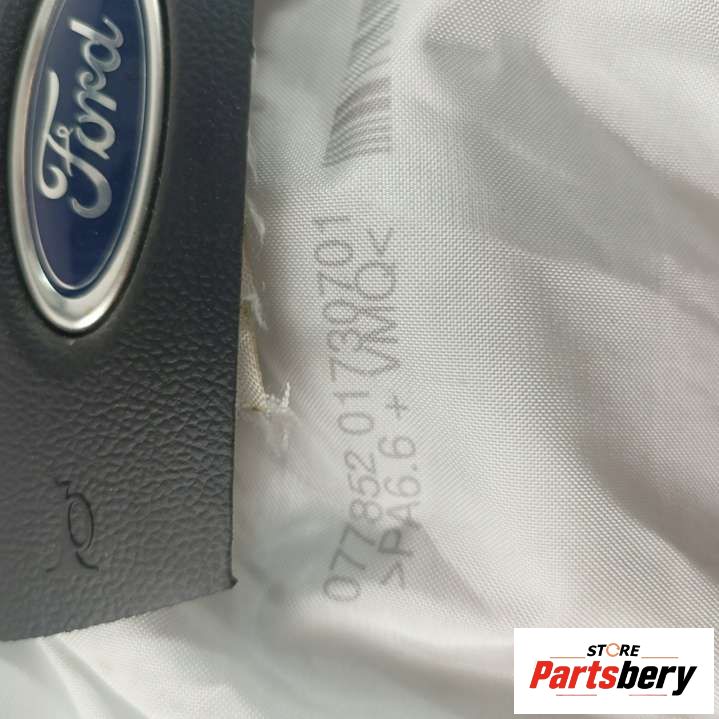 Ford
077852 01730701
>PA6.6 + VMQ<
STORE
Partsbery